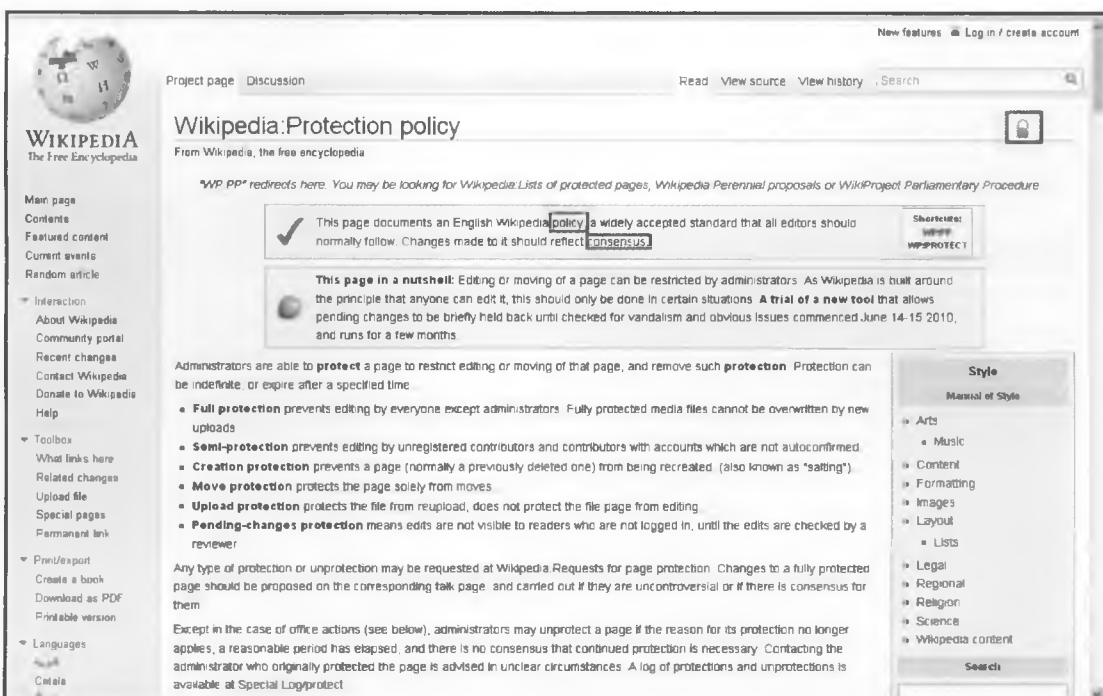 New features Log in / create account
Project page Discussion Read View source View history Search
WIKIPEDIA
The Free Encyclopedia
Wikipedia:Protection policy
From Wikipedia, the free encyclopedia
"WP PP" redirects here. You may be looking for Wikipedia:Lists of protected pages, Wikipedia Perennial proposals or WikiProject Parliamentary Procedure
This page documents an English Wikipedia policy, a widely accepted standard that all editors should
normally follow. Changes made to it should reflect consensus.
Shortcuts:
WP:PP
WP:PROTECT
This page in a nutshell: Editing or moving of a page can be restricted by administrators. As Wikipedia is built around
the principle that anyone can edit it, this should only be done in certain situations. A trial of a new tool that allows
pending changes to be briefly held back until checked for vandalism and obvious issues commenced June 14-15 2010,
and runs for a few months.
Main page
Contents
Featured content
Current events
Random article
Interaction
About Wikipedia
Community portal
Recent changes
Contact Wikipedia
Donate to Wikipedia
Help
Toolbox
What links here
Related changes
Upload file
Special pages
Permanent link
Print/export
Create a book
Download as PDF
Printable version
Languages
Català
Administrators are able to protect a page to restrict editing or moving of that page, and remove such protection. Protection can
be indefinite, or expire after a specified time.
Full protection prevents editing by everyone except administrators. Fully protected media files cannot be overwritten by new
uploads
Semi-protection prevents editing by unregistered contributors and contributors with accounts which are not autoconfirmed.
Creation protection prevents a page (normally a previously deleted one) from being recreated. (also known as "salting")
Move protection protects the page solely from moves
Upload protection protects the file from reupload, does not protect the file page from editing
Pending-changes protection means edits are not visible to readers who are not logged in, until the edits are checked by a
reviewer
Any type of protection or unprotection may be requested at Wikipedia:Requests for page protection. Changes to a fully protected
page should be proposed on the corresponding talk page, and carried out if they are uncontroversial or if there is consensus for
them
Except in the case of office actions (see below), administrators may unprotect a page if the reason for its protection no longer
applies, a reasonable period has elapsed, and there is no consensus that continued protection is necessary. Contacting the
administrator who originally protected the page is advised in unclear circumstances. A log of protections and unprotections is
available at Special Log/protect
Style
Manual of Style
Arts
Music
Content
Formatting
Images
Layout
Lists
Legal
Regional
Religion
Science
Wikipedia content
Search